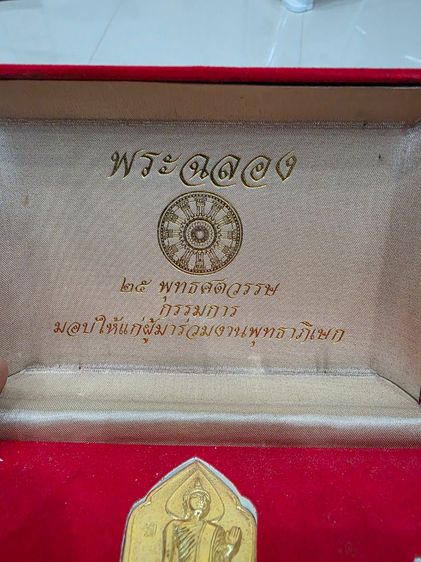 พระฉลอง
๒๕ พุทธศตวรรษ
กรรมการ
มอบให้แก่ผู้มาร่วมงานพุทธาภิเษก